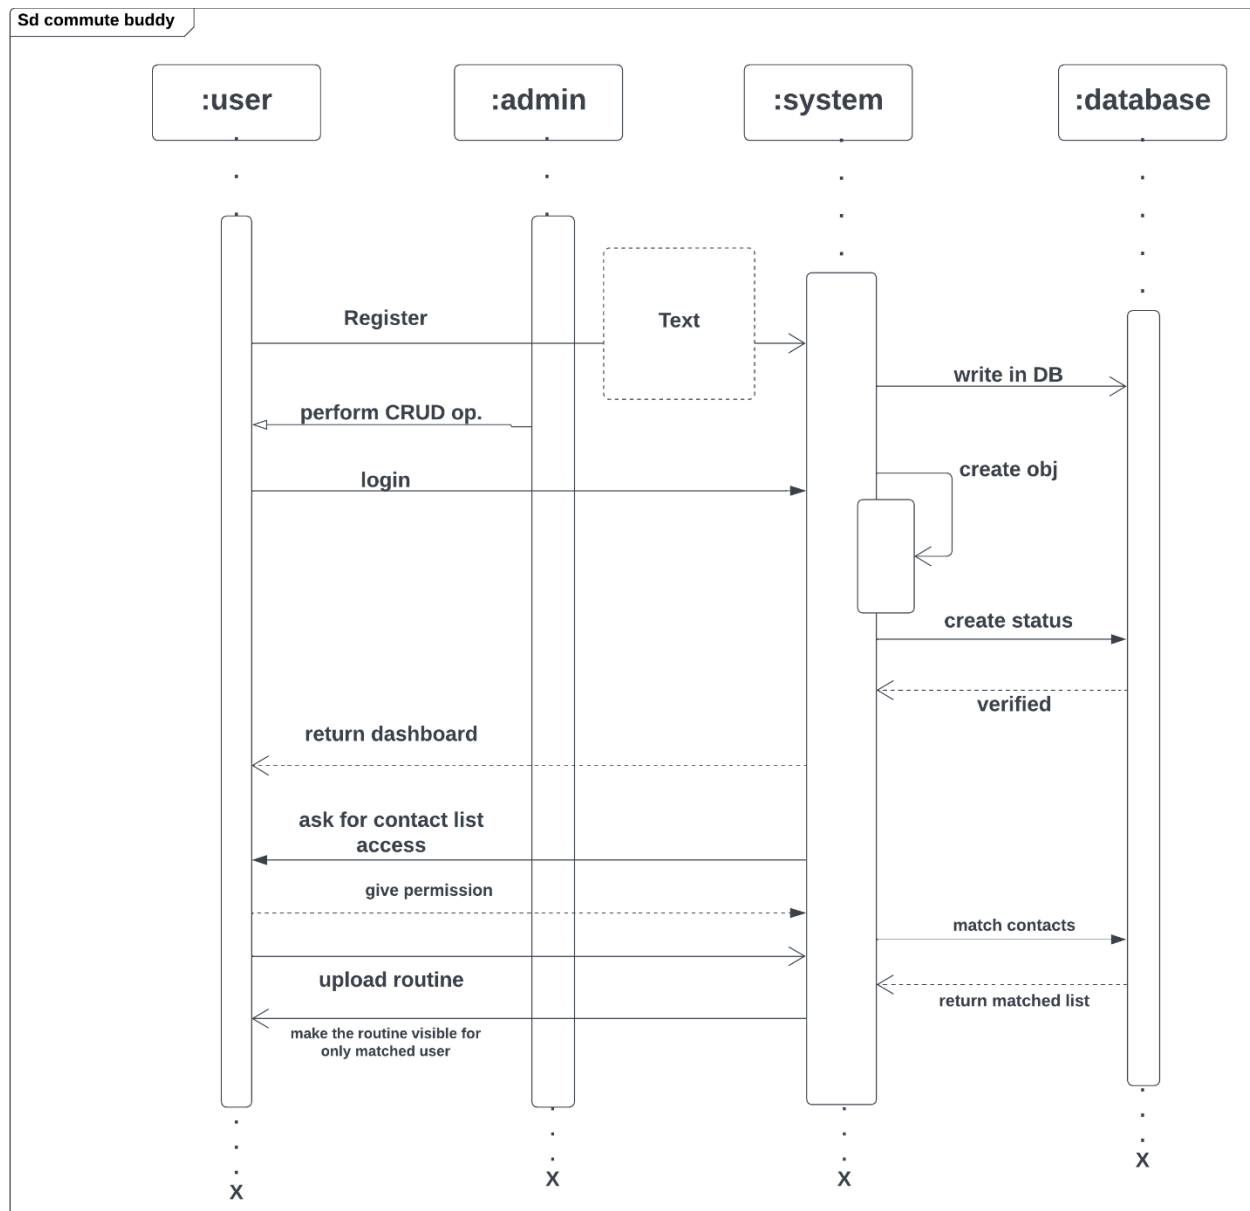 Sd commute buddy
:user
:admin
:system
:database
Register
Text
write in DB
perform CRUD op.
create obj
login
create status
verified
return dashboard
ask for contact list
access
give permission
match contacts
upload routine
return matched list
make the routine visible for
only matched user
X
X
X
X